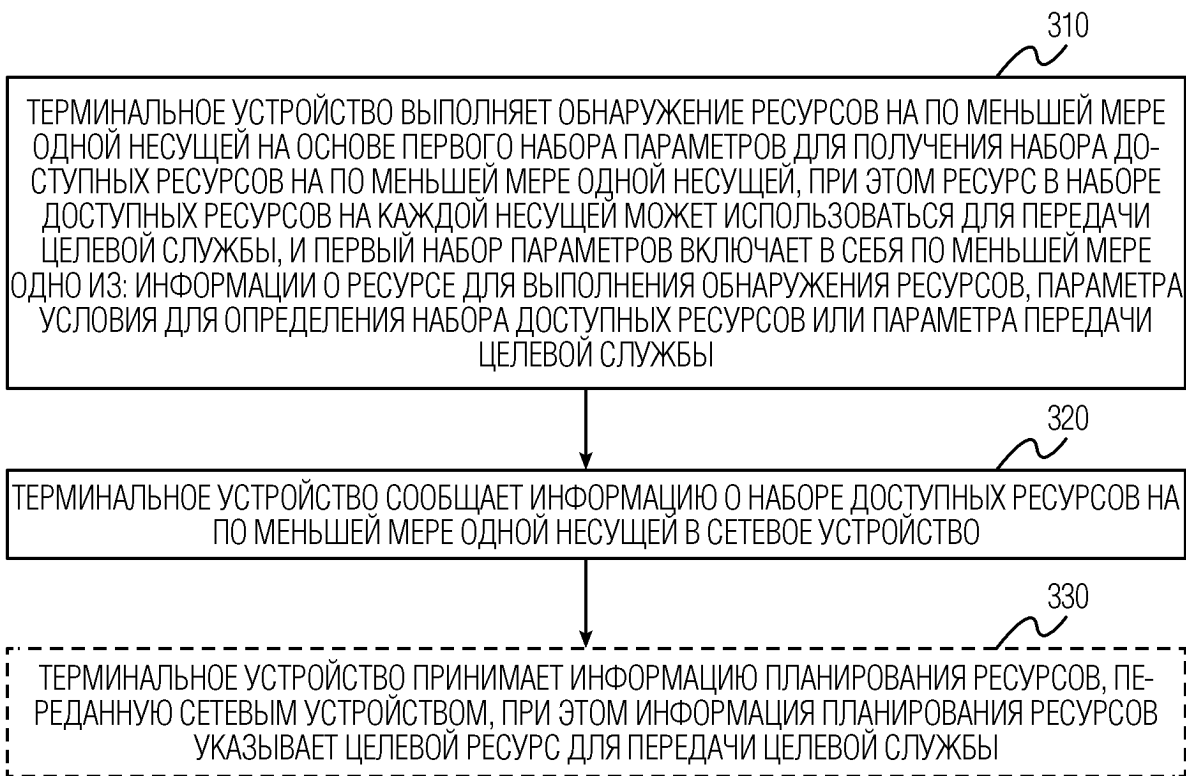 310
ТЕРМИНАЛЬНОЕ УСТРОЙСТВО ВЫПОЛНЯЕТ ОБНАРУЖЕНИЕ РЕСУРСОВ НА ПО МЕНЬШЕЙ МЕРЕ
ОДНОЙ НЕСУЩЕЙ НА ОСНОВЕ ПЕРВОГО НАБОРА ПАРАМЕТРОВ ДЛЯ ПОЛУЧЕНИЯ НАБОРА ДО-
СТУПНЫХ РЕСУРСОВ НА ПО МЕНЬШЕЙ МЕРЕ ОДНОЙ НЕСУЩЕЙ, ПРИ ЭТОМ РЕСУРС В НАБОРЕ
ДОСТУПНЫХ РЕСУРСОВ НА КАЖДОЙ НЕСУЩЕЙ МОЖЕТ ИСПОЛЬЗОВАТЬСЯ ДЛЯ ПЕРЕДАЧИ
ЦЕЛЕВОЙ СЛУЖБЫ, И ПЕРВЫЙ НАБОР ПАРАМЕТРОВ ВКЛЮЧАЕТ В СЕБЯ ПО МЕНЬШЕЙ МЕРЕ
ОДНО ИЗ: ИНФОРМАЦИИ О РЕСУРСЕ ДЛЯ ВЫПОЛНЕНИЯ ОБНАРУЖЕНИЯ РЕСУРСОВ, ПАРАМЕТРА
УСЛОВИЯ ДЛЯ ОПРЕДЕЛЕНИЯ НАБОРА ДОСТУПНЫХ РЕСУРСОВ ИЛИ ПАРАМЕТРА ПЕРЕДАЧИ
ЦЕЛЕВОЙ СЛУЖБЫ
320
ТЕРМИНАЛЬНОЕ УСТРОЙСТВО СООБЩАЕТ ИНФОРМАЦИЮ О НАБОРЕ ДОСТУПНЫХ РЕСУРСОВ НА
ПО МЕНЬШЕЙ МЕРЕ ОДНОЙ НЕСУЩЕЙ В СЕТЕВОЕ УСТРОЙСТВО
330
ТЕРМИНАЛЬНОЕ УСТРОЙСТВО ПРИНИМАЕТ ИНФОРМАЦИЮ ПЛАНИРОВАНИЯ РЕСУРСОВ, ПЕ-
РЕДАННУЮ СЕТЕВЫМ УСТРОЙСТВОМ, ПРИ ЭТОМ ИНФОРМАЦИЯ ПЛАНИРОВАНИЯ РЕСУРСОВ
УКАЗЫВАЕТ ЦЕЛЕВОЙ РЕСУРС ДЛЯ ПЕРЕДАЧИ ЦЕЛЕВОЙ СЛУЖБЫ